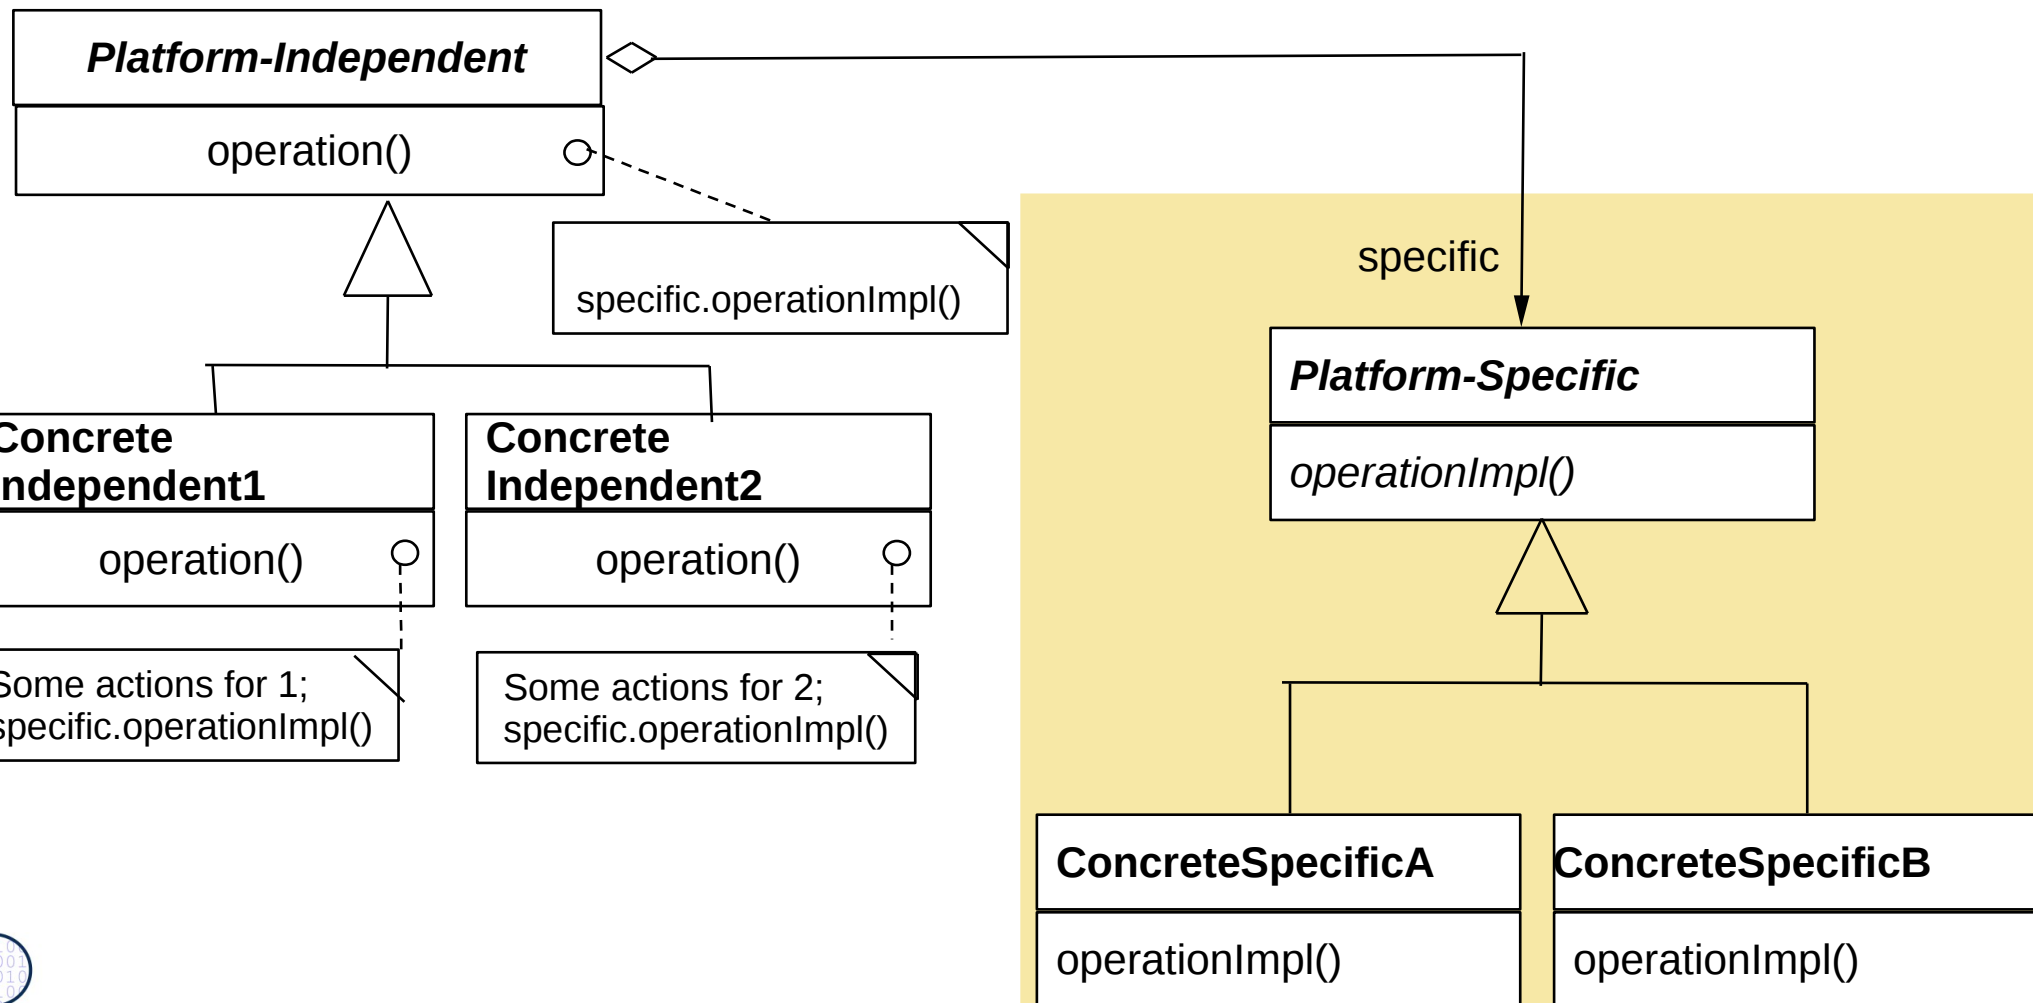 Platform-Independent
operation()
specific.operationImpl()
specific
Platform-Specific
operationImpl()
Concrete
Independent1
operation()
Concrete
Independent2
operation()
Some actions for 1;
specific.operationImpl()
Some actions for 2;
specific.operationImpl()
ConcreteSpecificA
operationImpl()
ConcreteSpecificB
operationImpl()